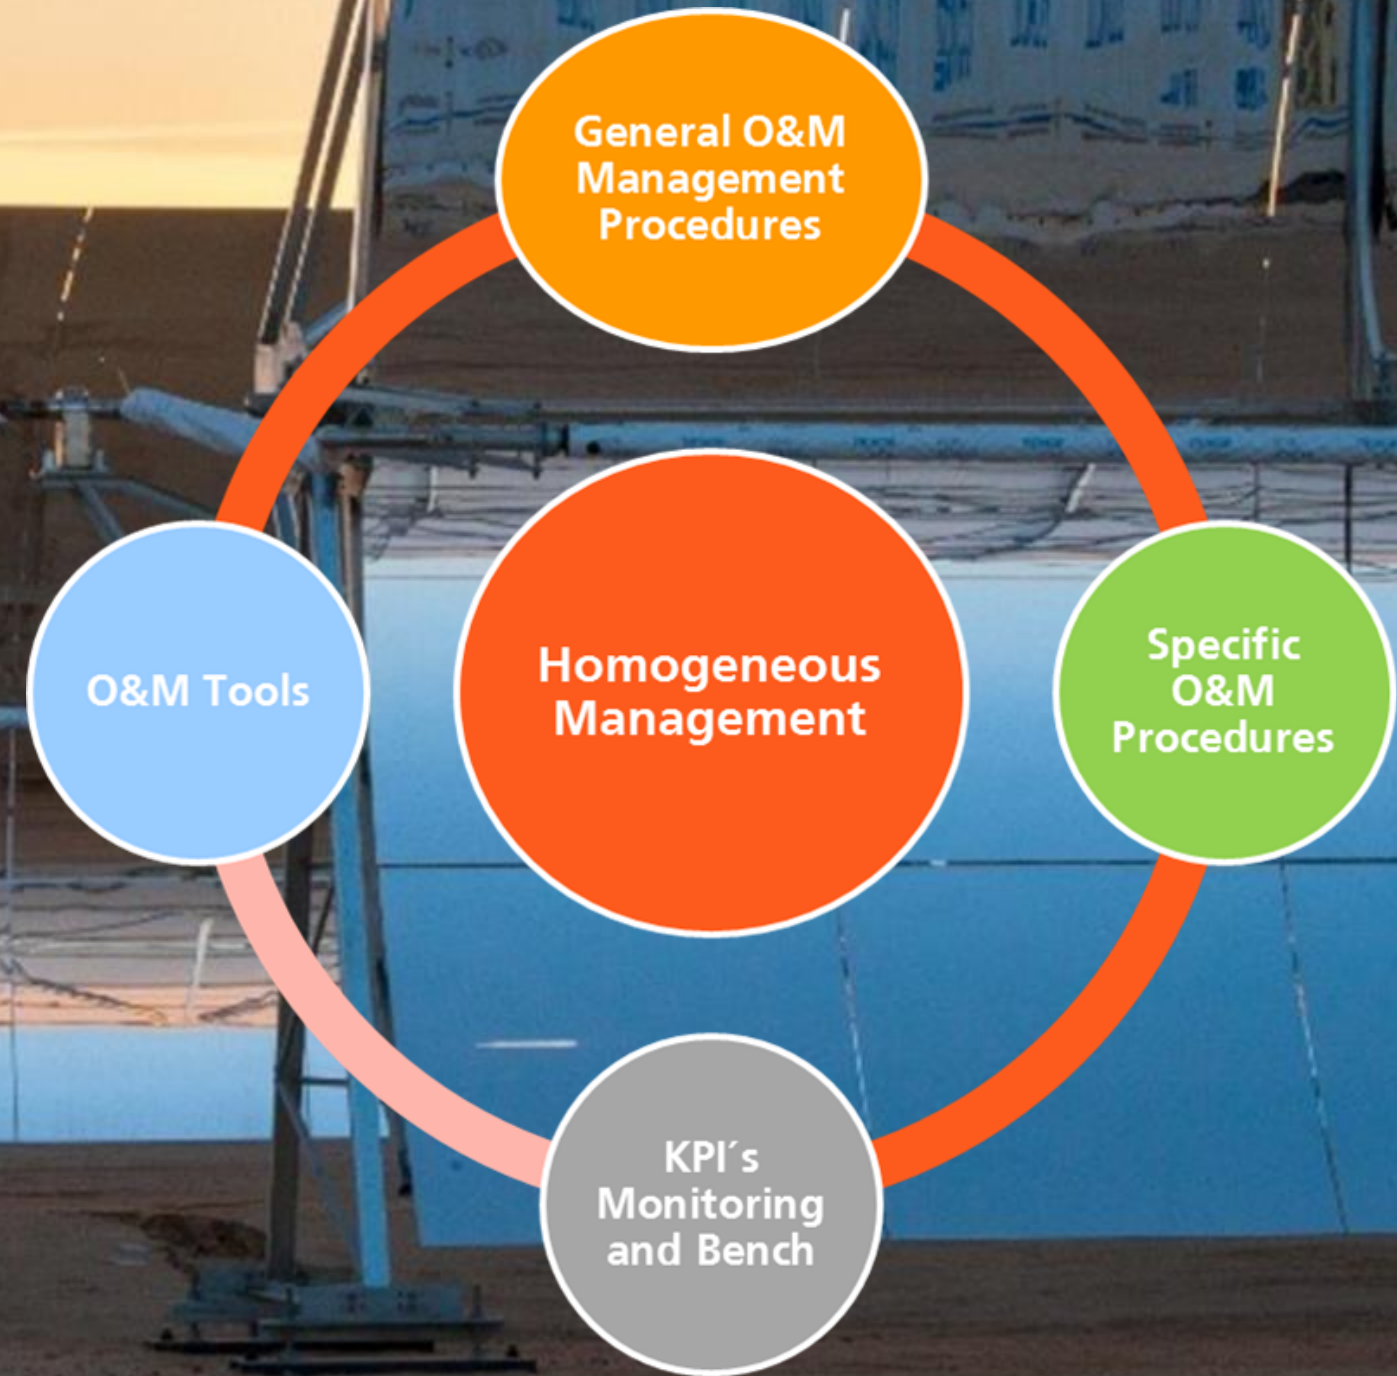 General O&M
Management
Procedures
O&M Tools
Homogeneous
Management
Specific
O&M
Procedures
KPI´s
Monitoring
and Bench